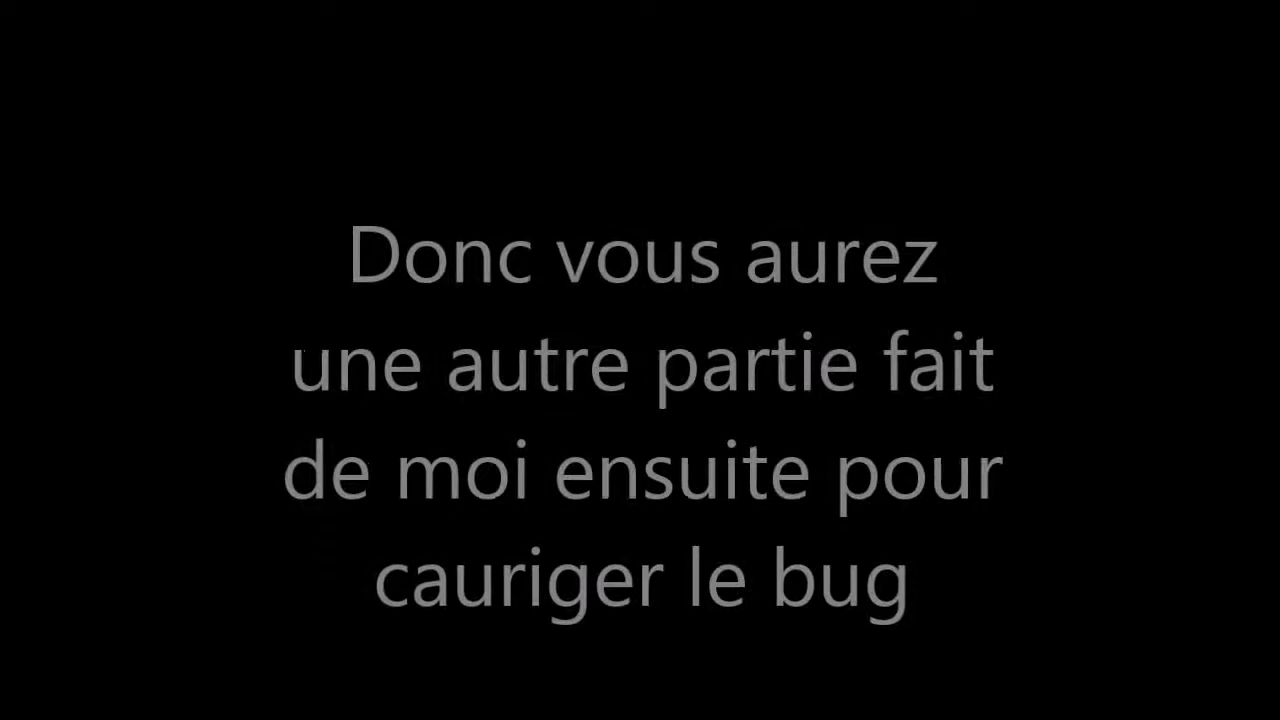 Donc vous aurez
une autre partie fait
de moi ensuite pour
cauriger le bug